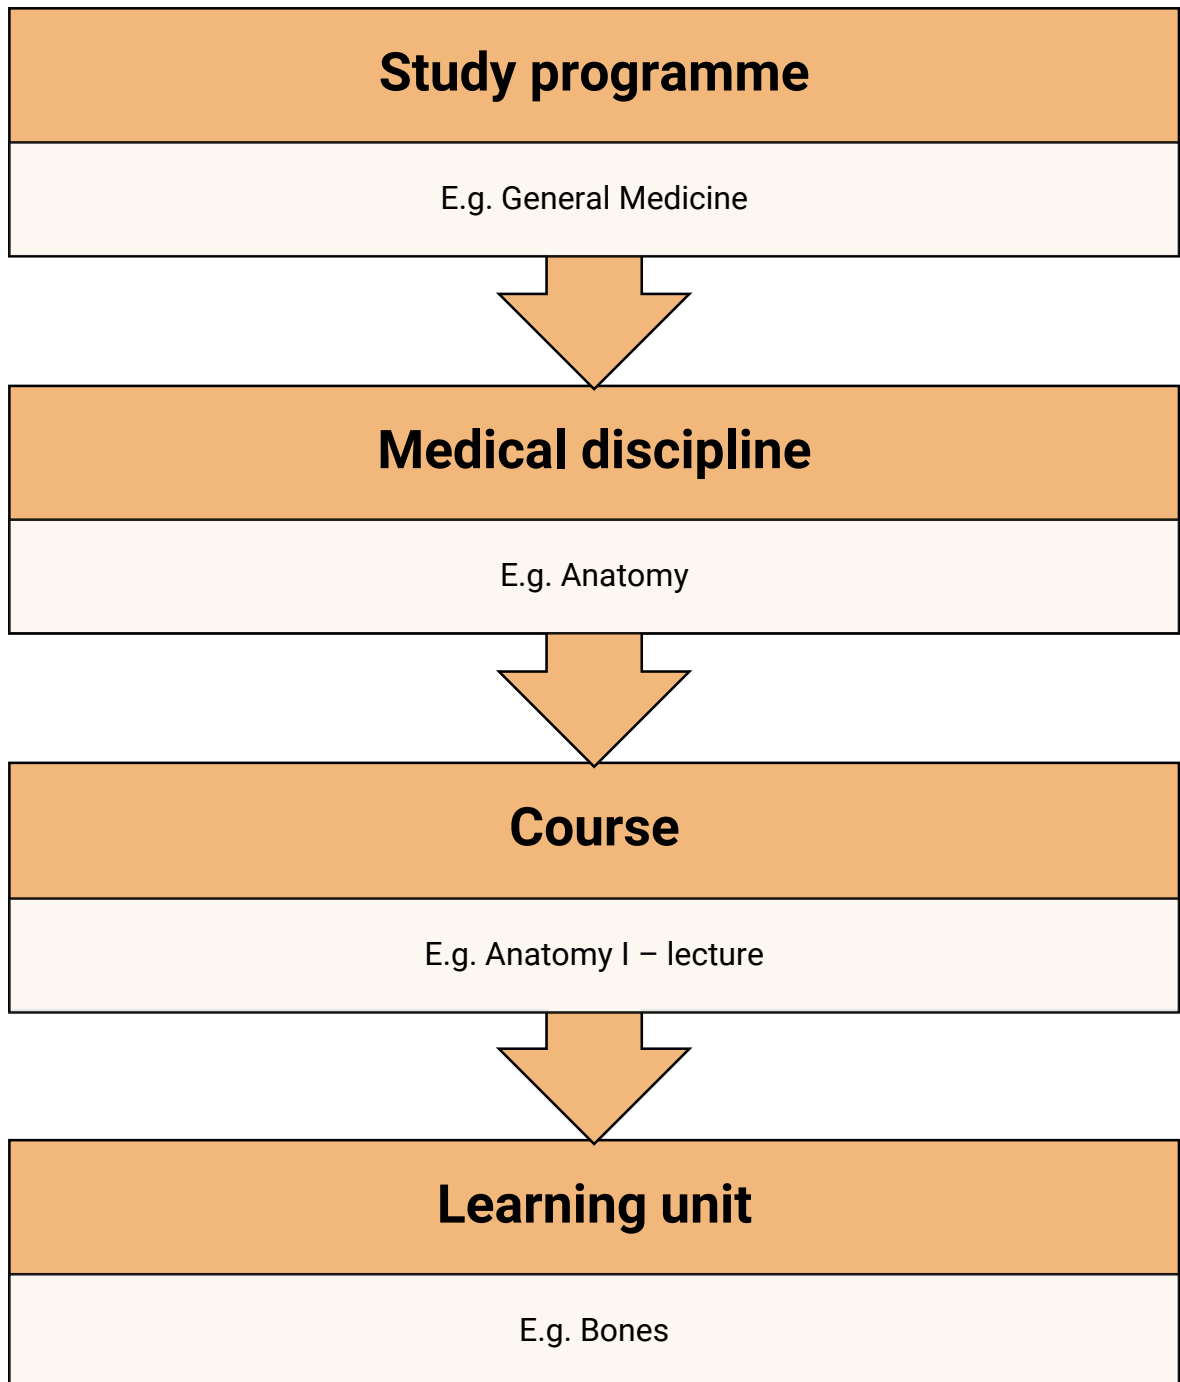 Study programme
E.g. General Medicine
Medical discipline
E.g. Anatomy
Course
E.g. Anatomy I – lecture
Learning unit
E.g. Bones